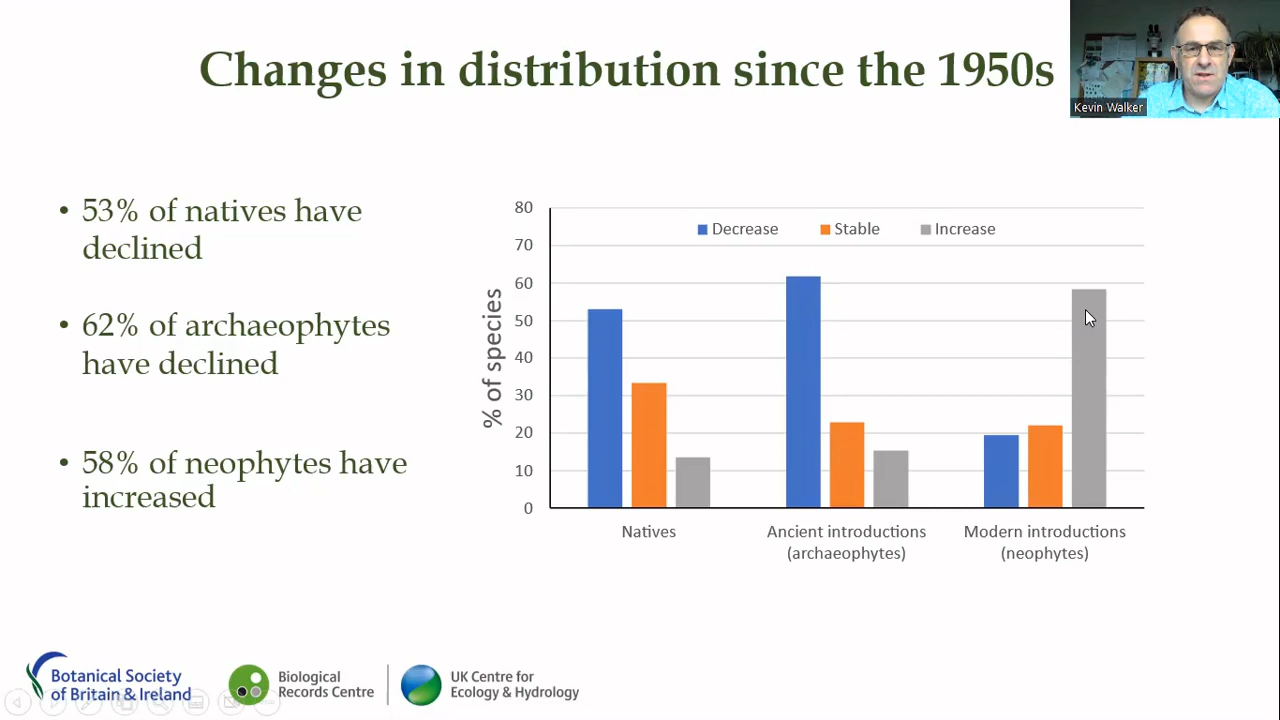 Changes in distribution since the 1950s
Kevin Walker
• 53% of natives have
declined
• 62% of archaeophytes
have declined
• 58% of neophytes have
increased
80
70
60
50
40
30
20
10
0
% of species
Decrease
Stable
Increase
Natives
Ancient introductions
(archaeophytes)
Modern introductions
(neophytes)
Botanical Society
of Britain & Ireland
Biological
Records Centre
UK Centre for
Ecology & Hydrology